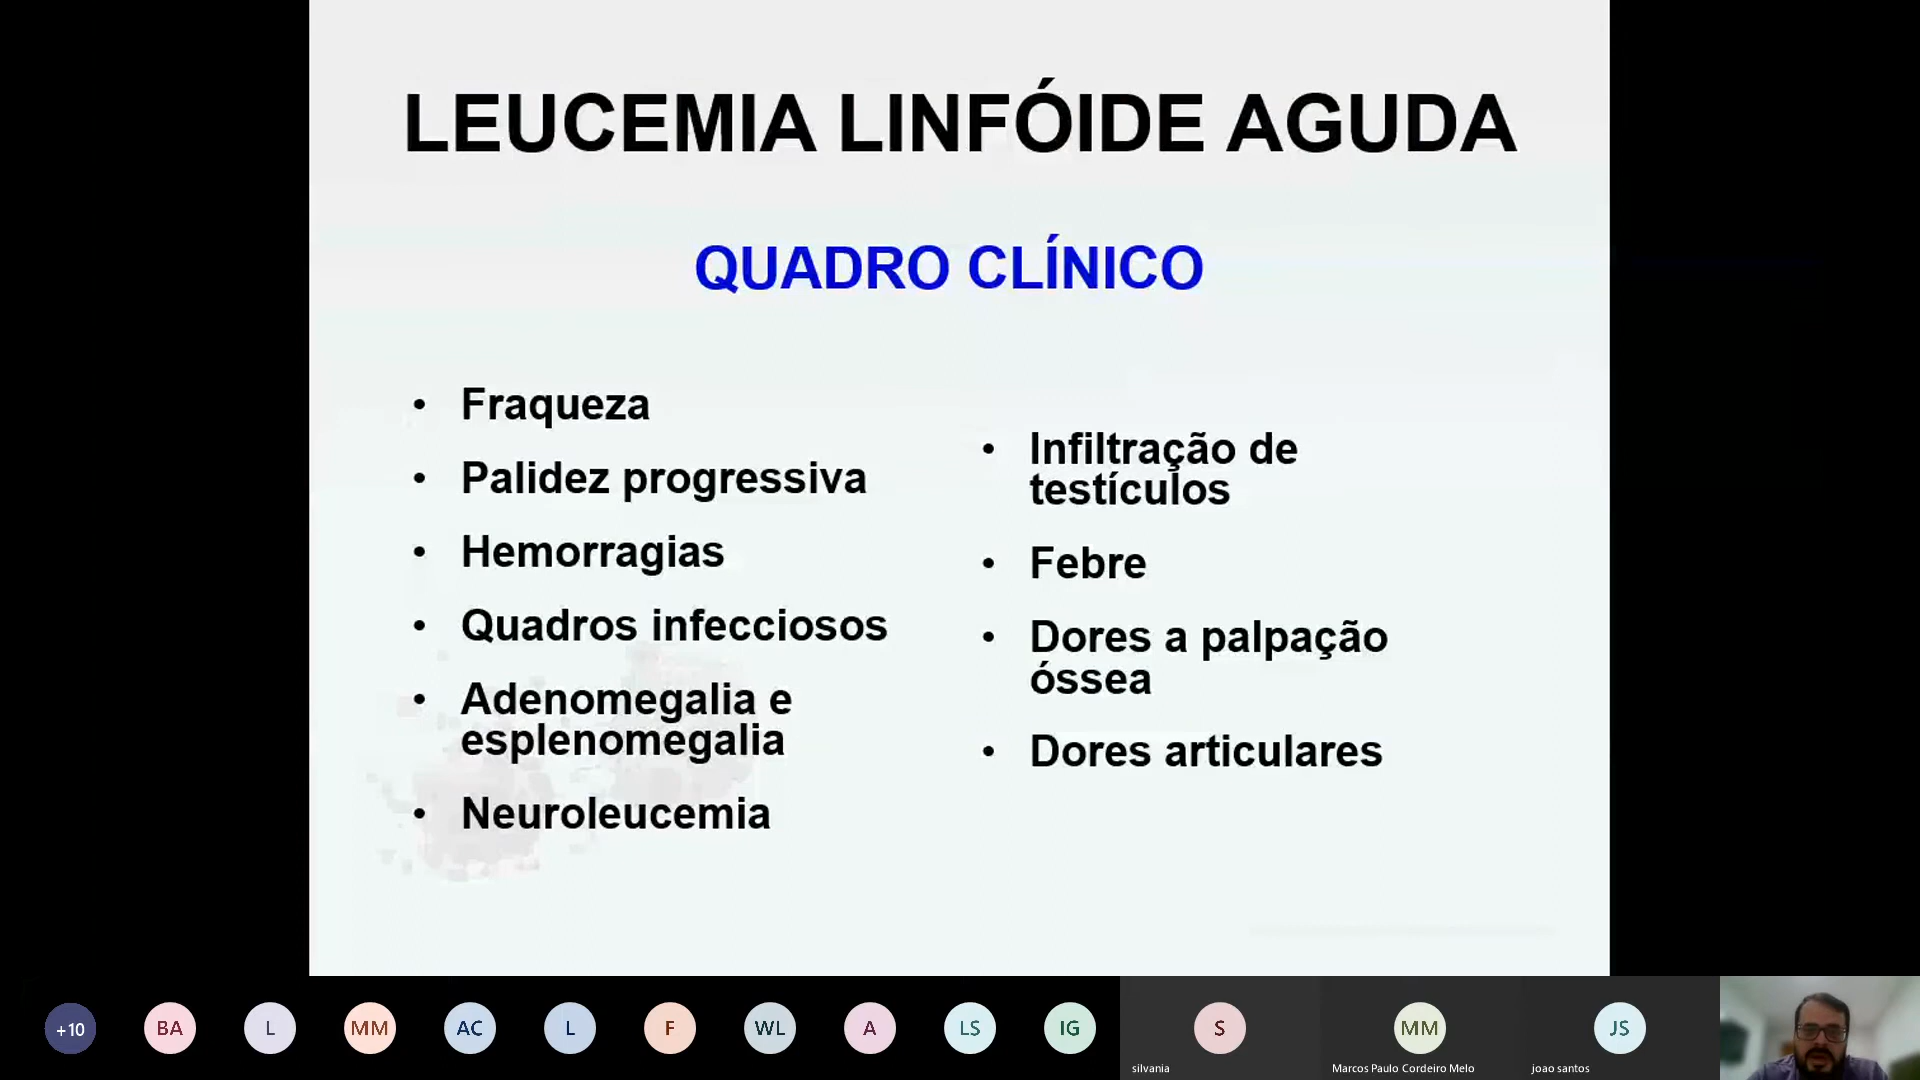 LEUCEMIA LINFÓIDE AGUDA
QUADRO CLÍNICO
• Fraqueza
• Palidez progressiva
• Hemorragias
• Quadros infecciosos
• Adenomegalia e
esplenomegalia
• Neuroleucemia
• Infiltração de
testículos
• Febre
• Dores a palpação
óssea
• Dores articulares
+10
BA
L
MM
AC
L
F
WL
A
LS
IG
S
silvania
MM
Marcos Paulo Cordeiro Melo
JS
joao santos